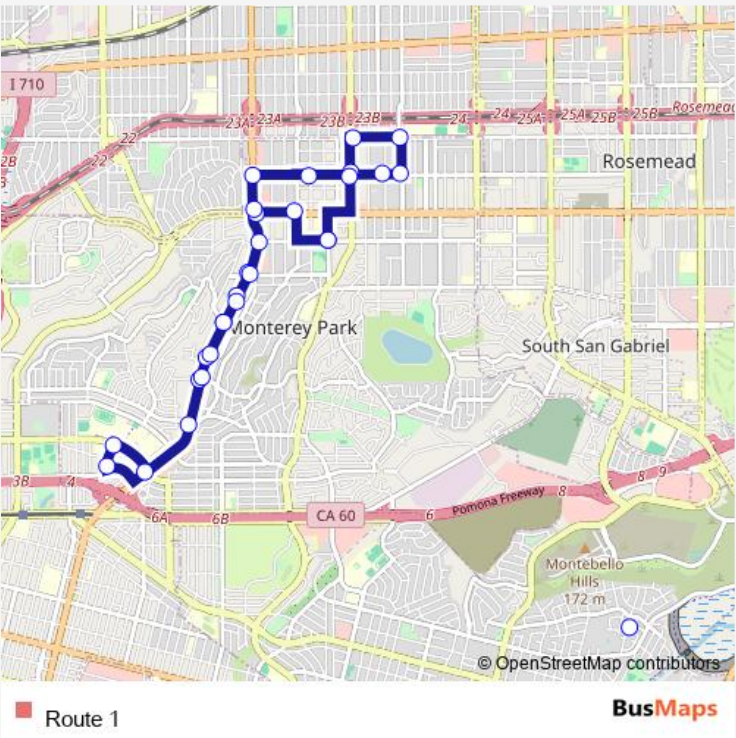 I 710
22
22
23A
23A
23B
23B
24
24
25A
25A
25B
25B
Rosemead
2B
3
Rosemead
Monterey Park
South San Gabriel
3B
4
6A
6B
CA 60
6
Pomona Freeway
8
8
9
Montebello
Hills
172 m
© OpenStreetMap contributors
Route 1
BusMaps